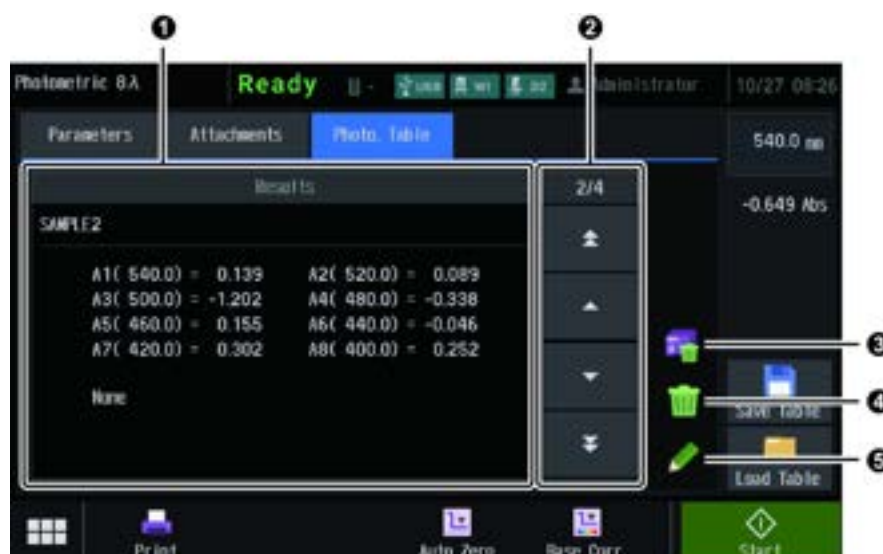 1 2
Photometric 8λ Ready USB WI D2 Administrator 10/27 08:26
Parameters Attachments Photo. Table 540.0 nm
Results 2/4
-0.649 Abs
SAMPLE2
A1( 540.0) = 0.139 A2( 520.0) = 0.089
A3( 500.0) = -1.202 A4( 480.0) = -0.338
A5( 460.0) = 0.155 A6( 440.0) = -0.046
A7( 420.0) = 0.302 A8( 400.0) = 0.252
3
None
4
Save Table
5
Load Table
Print Auto Zero Base Corr. Start